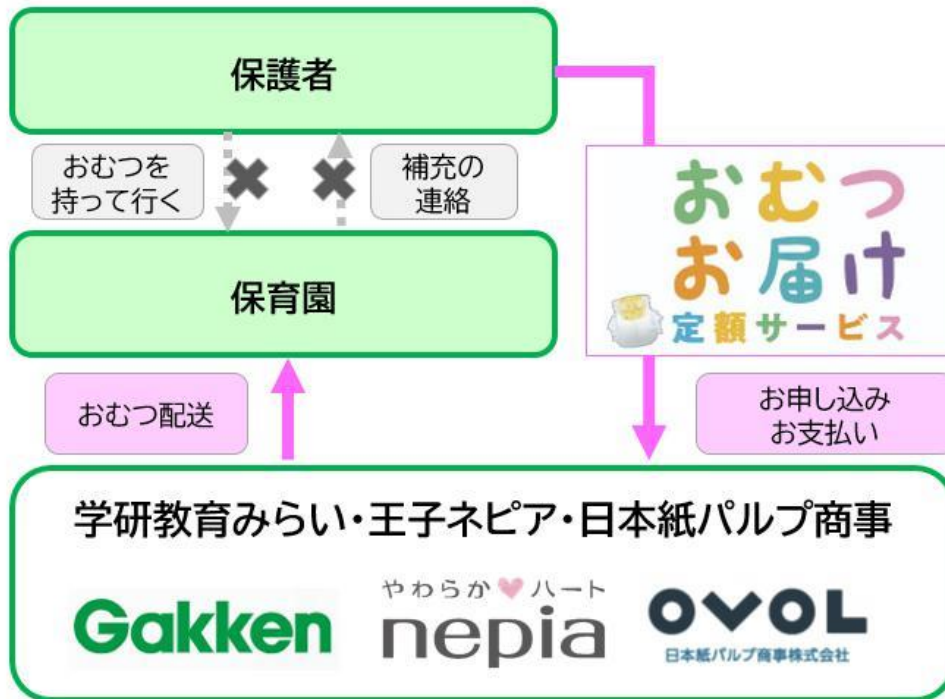 保護者
おむつを
持って行く
補充の
連絡
おむつ
お届け
定額サービス
保育園
おむつ配送
お申し込み
お支払い
学研教育みらい・王子ネピア・日本紙パルプ商事
Gakken
やわらか♥ハート
nepia
OVOL
日本紙パルプ商事株式会社